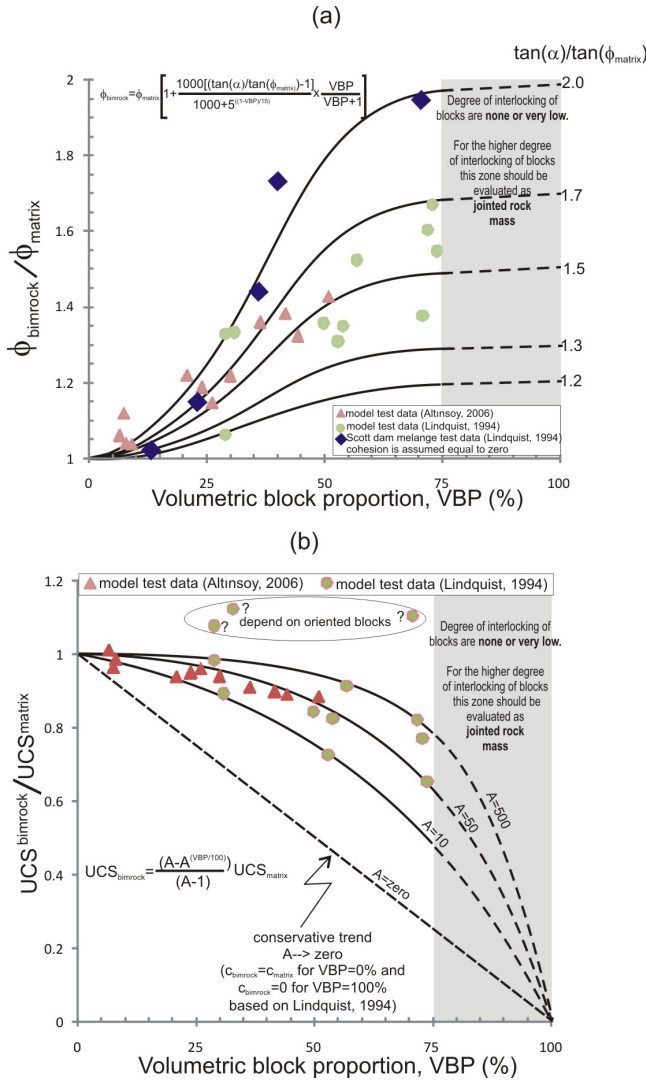 (a)
tan(α)/tan(ϕmatrix)
ϕbimrock=ϕmatrix[1+ 1000[(tan(α)/tan(ϕmatrix)-1] / 1000+5^((1-VBP)/15) x VBP / VBP+1]
2
1.8
1.6
1.4
1.2
1
ϕbimrock/ϕmatrix
2.0
1.7
1.5
1.3
1.2
Degree of interlocking of
blocks are none or very low.
For the higher degree
of interlocking of blocks
this zone should be
evaluated as
jointed rock
mass
model test data (Altınsoy, 2006)
model test data (Lindquist, 1994)
Scott dam melange test data (Lindquist, 1994)
cohesion is assumed equal to zero
0 25 50 75 100
Volumetric block proportion, VBP (%)
(b)
1.2
1
0.8
0.6
0.4
0.2
0
UCSbimrock/UCSmatrix
model test data (Altınsoy, 2006) model test data (Lindquist, 1994)
?
? depend on oriented blocks ?
Degree of interlocking of
blocks are none or very low.
For the higher degree
of interlocking of blocks
this zone should be
evaluated as
jointed rock
mass
A=500
A=50
A=10
A=zero
UCSbimrock= (A-A^(VBP/100)) / (A-1) UCSmatrix
conservative trend
A--> zero
(cbimrock=cmatrix for VBP=0% and
cbimrock=0 for VBP=100%
based on Lindquist, 1994)
0 25 50 75 100
Volumetric block proportion, VBP (%)